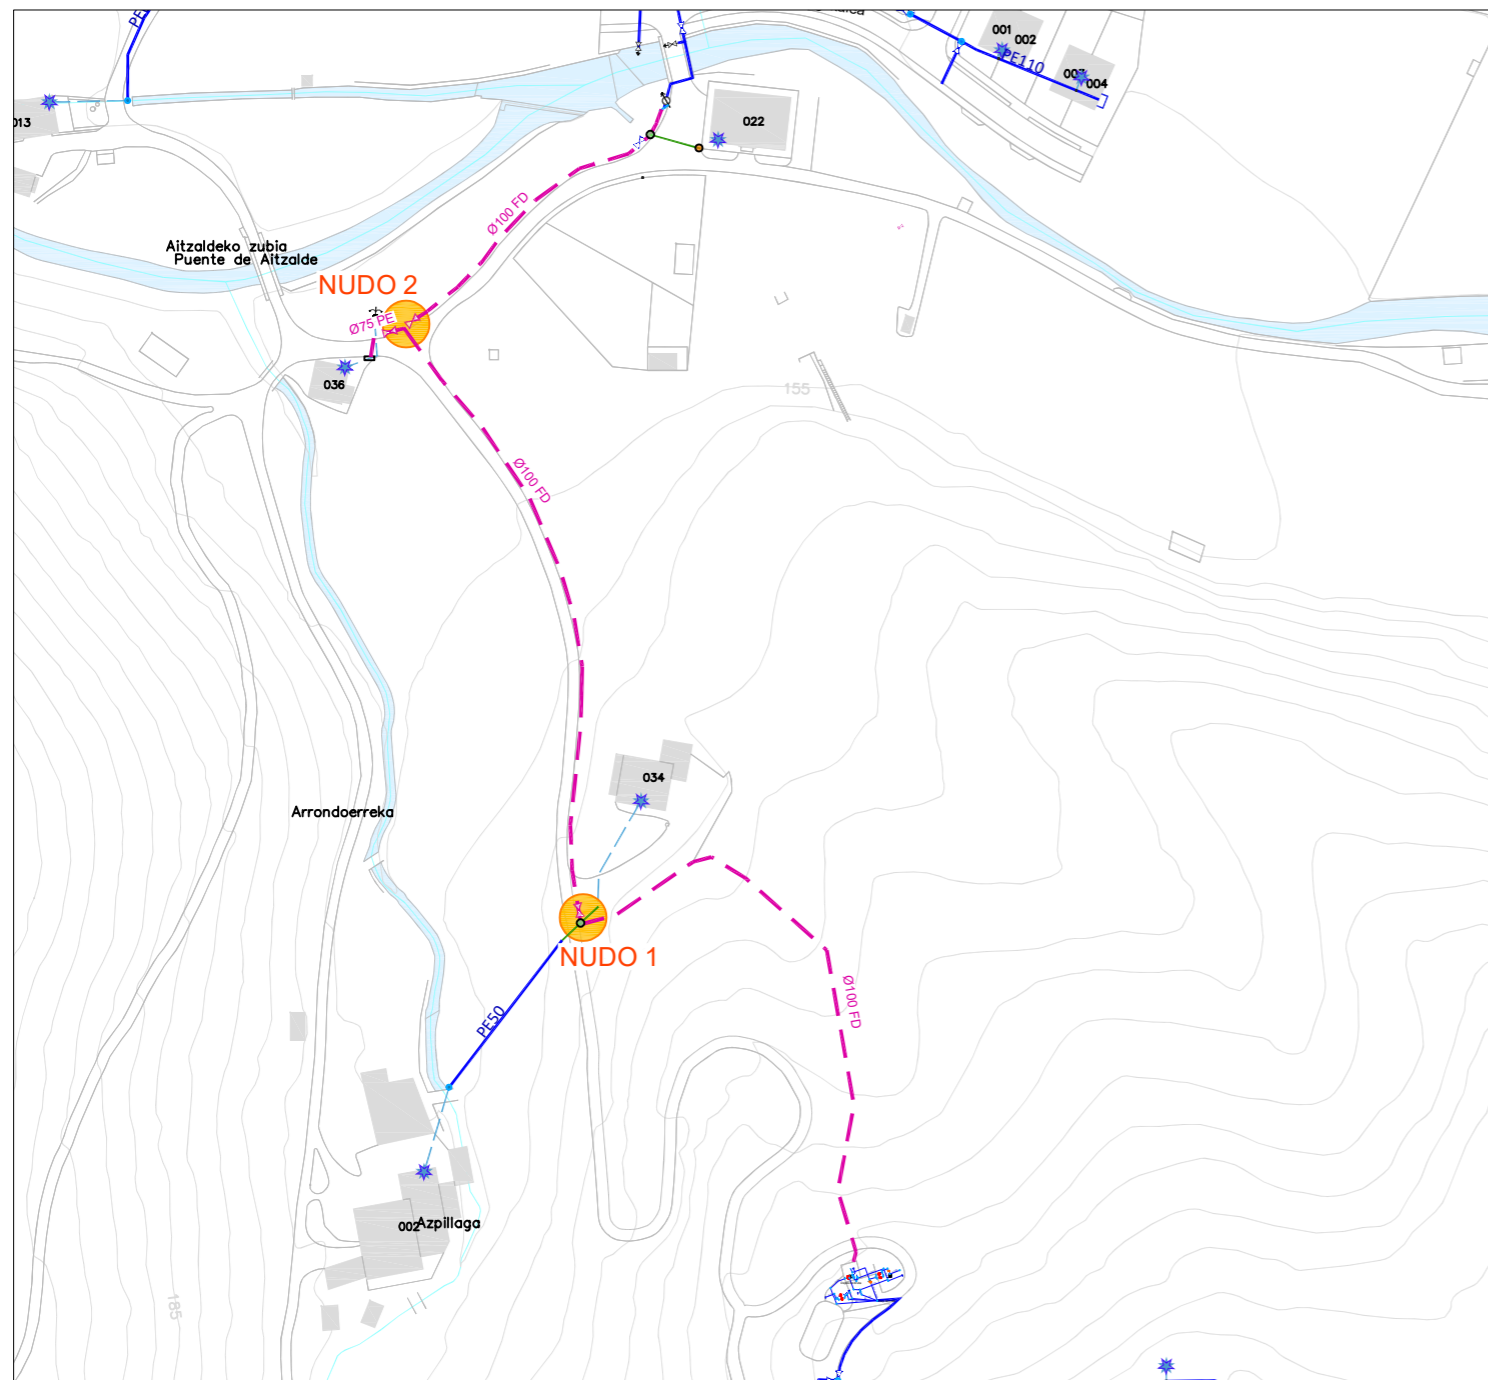 001
002
PE110
004
013
022
Ø100 FD
Aitzaldeko zubia
Puente de Aitzalde
NUDO 2
Ø75 PE
036
155
Ø100 FD
034
Arrondoerreka
NUDO 1
Ø100 FD
PE50
002
Azpillaga
185